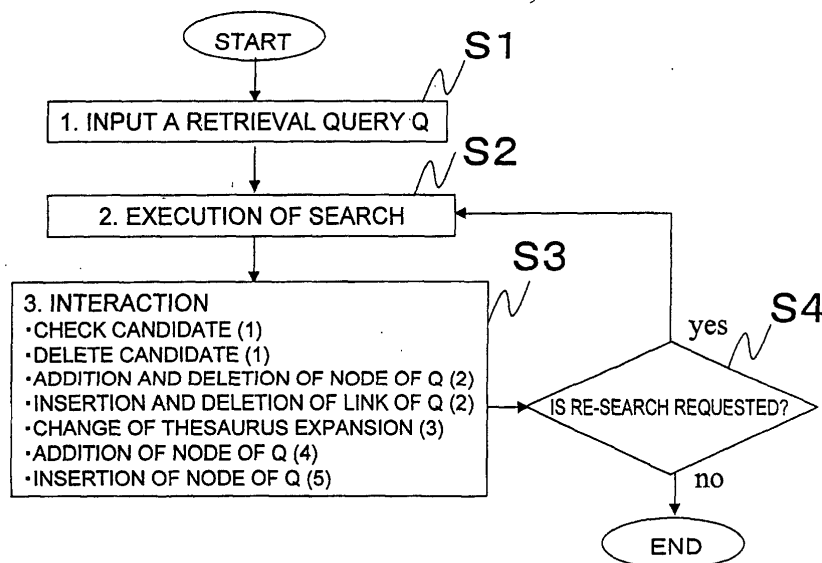 START
S1
1. INPUT A RETRIEVAL QUERY Q
S2
2. EXECUTION OF SEARCH
S3
3. INTERACTION
・CHECK CANDIDATE (1)
・DELETE CANDIDATE (1)
・ADDITION AND DELETION OF NODE OF Q (2)
・INSERTION AND DELETION OF LINK OF Q (2)
・CHANGE OF THESAURUS EXPANSION (3)
・ADDITION OF NODE OF Q (4)
・INSERTION OF NODE OF Q (5)
S4
yes
IS RE-SEARCH REQUESTED?
no
END